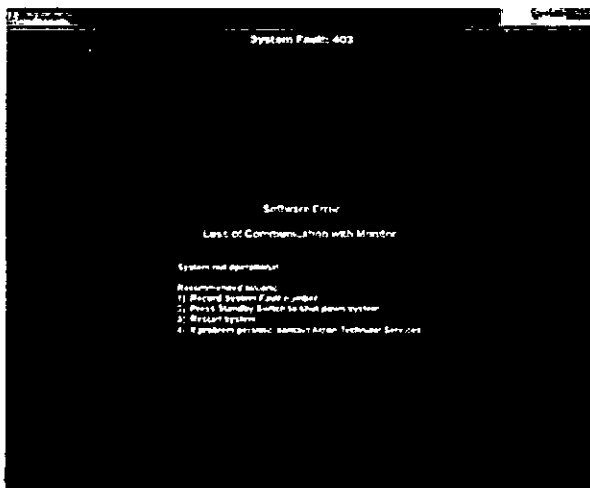 System Fault: 403
Software Error
Loss of Communication with Monitor
System not operational
Recommended actions:
1) Record System Fault number
2) Press Standby Switch to shut down system
3) Restart System
4) If problem persists, contact Technical Services